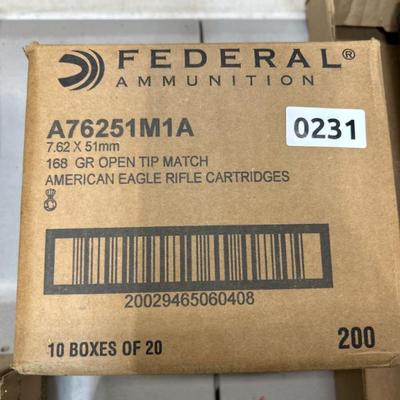 FEDERAL®
AMMUNITION
A76251M1A
0231
7.62 X 51mm
168 GR OPEN TIP MATCH
AMERICAN EAGLE RIFLE CARTRIDGES
20029465060408
10 BOXES OF 20
200